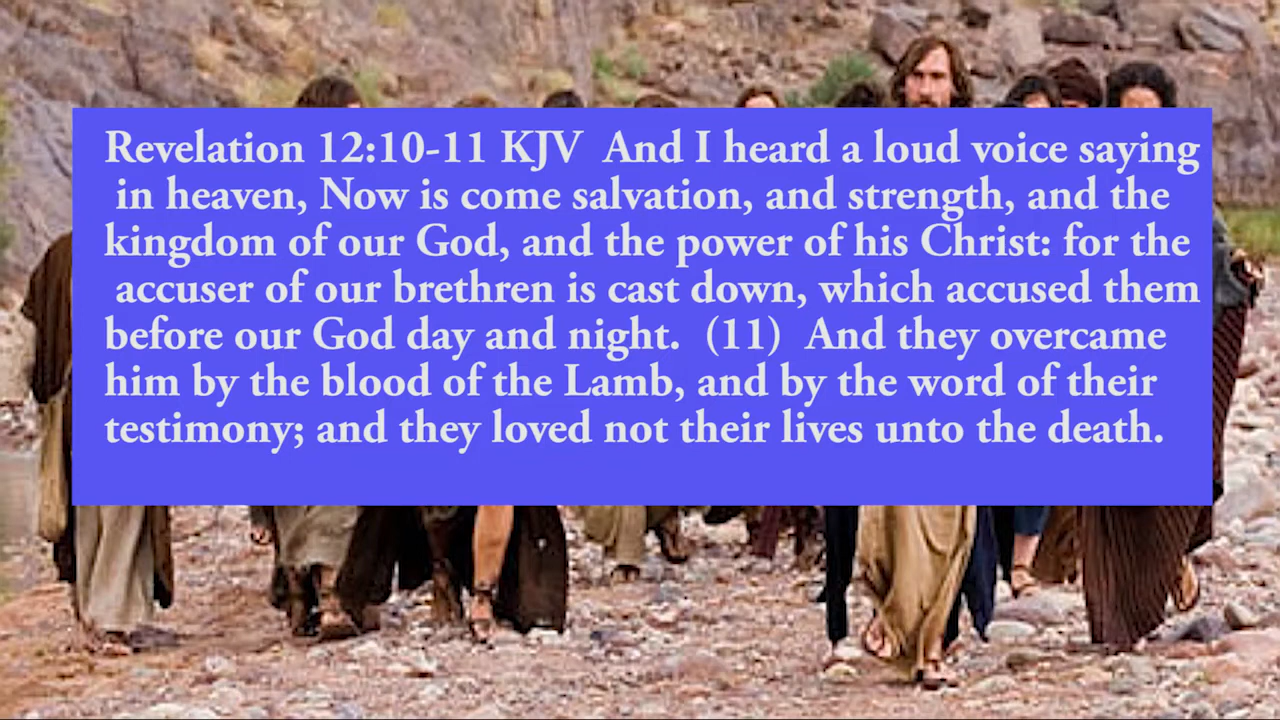 Revelation 12:10-11 KJV  And I heard a loud voice saying
in heaven, Now is come salvation, and strength, and the
kingdom of our God, and the power of his Christ: for the
accuser of our brethren is cast down, which accused them
before our God day and night.  (11)  And they overcame
him by the blood of the Lamb, and by the word of their
testimony; and they loved not their lives unto the death.